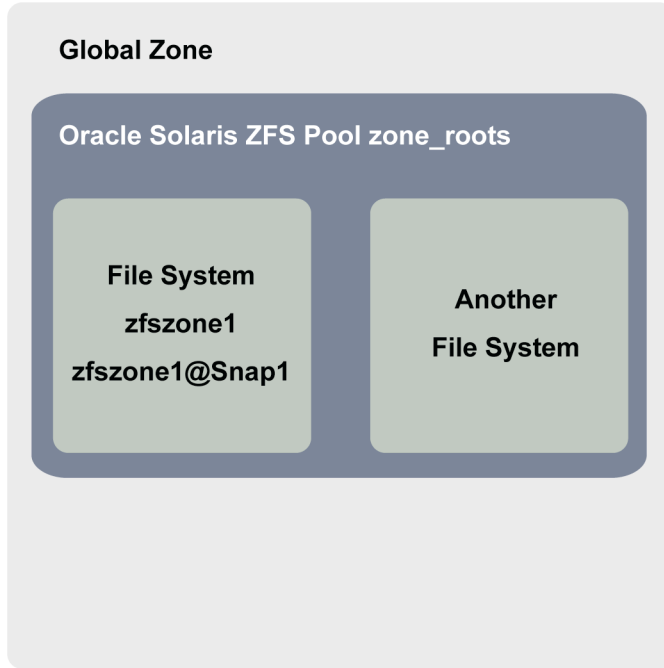 Global Zone
Oracle Solaris ZFS Pool zone_roots
File System
zfszone1
zfszone1@Snap1
Another
File System